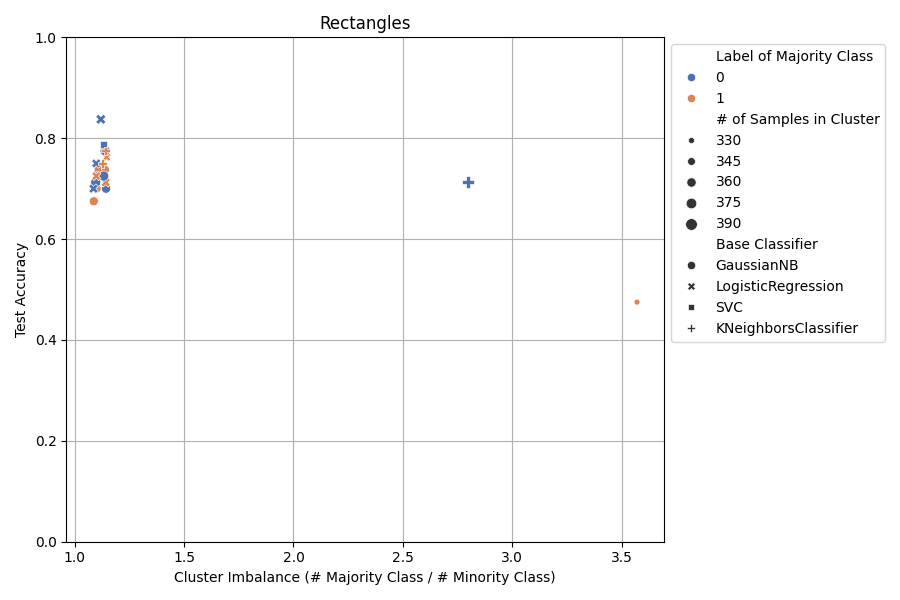 Rectangles
1.0
0.8
0.6
0.4
0.2
0.0
Test Accuracy
1.0 1.5 2.0 2.5 3.0 3.5
Cluster Imbalance (# Majority Class / # Minority Class)
Label of Majority Class
0
1
# of Samples in Cluster
330
345
360
375
390
Base Classifier
GaussianNB
LogisticRegression
SVC
KNeighborsClassifier